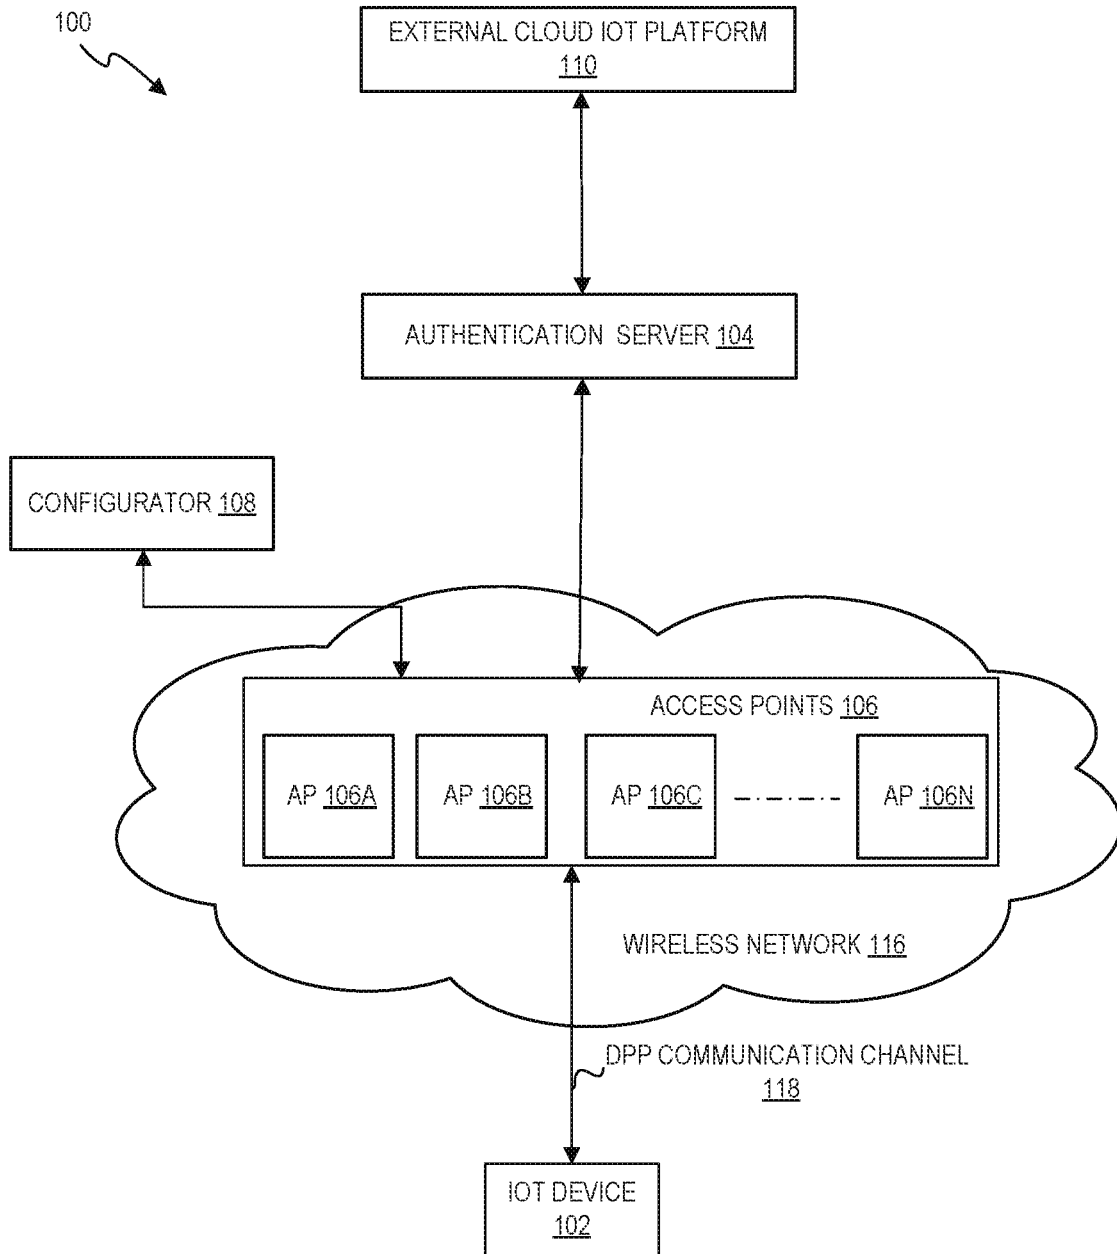 100
EXTERNAL CLOUD IOT PLATFORM
110
AUTHENTICATION SERVER 104
CONFIGURATOR 108
ACCESS POINTS 106
AP 106A
AP 106B
AP 106C
AP 106N
WIRELESS NETWORK 116
DPP COMMUNICATION CHANNEL
118
IOT DEVICE
102